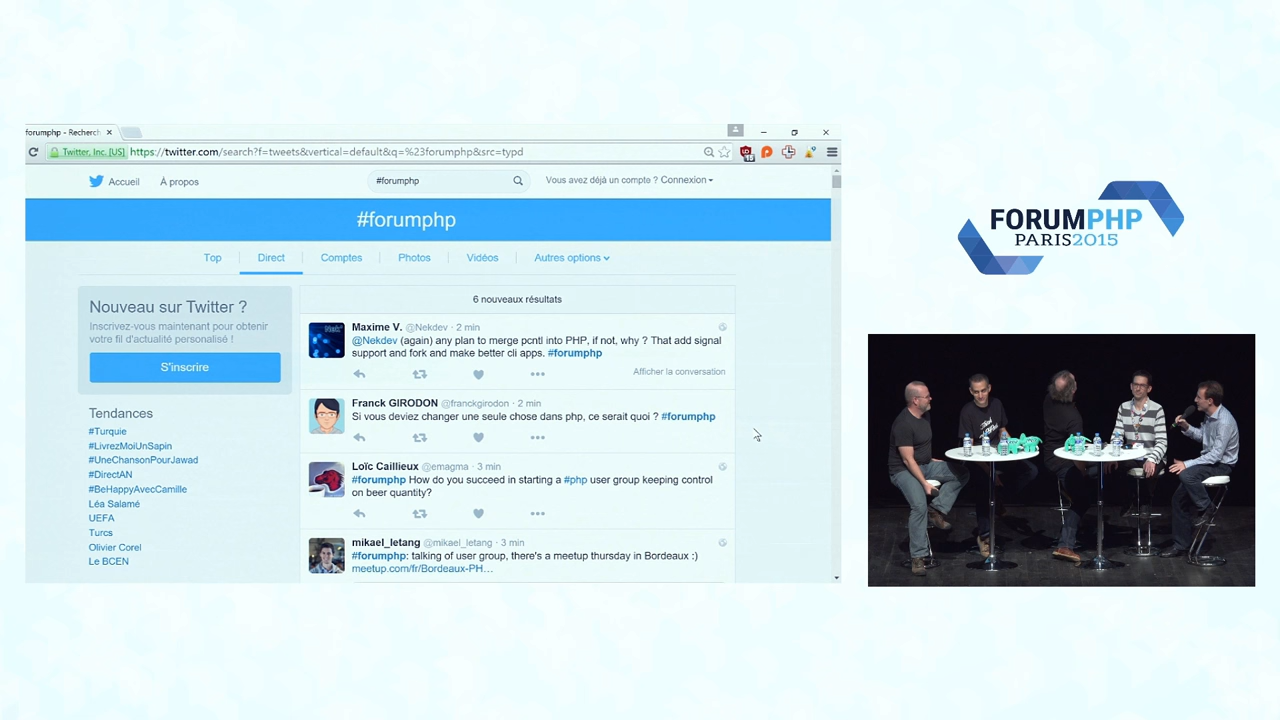 forumphp - Recherch
Twitter, Inc. [US] https://twitter.com/search?f=tweets&vertical=default&q=%23forumphp&src=typd
Accueil À propos #forumphp Vous avez déjà un compte ? Connexion
#forumphp
Top Direct Comptes Photos Vidéos Autres options
Nouveau sur Twitter ?
Inscrivez-vous maintenant pour obtenir
votre fil d'actualité personalisé !
S'inscrire
Tendances
#Turquie
#LivrezMoiUnSapin
#UneChansonPourJawad
#DirectAN
#BeHappyAvecCamille
Léa Salamé
UEFA
Turcs
Olivier Corel
Le BCEN
6 nouveaux résultats
Maxime V. @Nekdev · 2 min
@Nekdev (again) any plan to merge pcntl into PHP, if not, why ? That add signal
support and fork and make better cli apps. #forumphp
Afficher la conversation
Franck GIRODON @franckgirodon · 2 min
Si vous deviez changer une seule chose dans php, ce serait quoi ? #forumphp
Loïc Caillieux @emagma · 3 min
#forumphp How do you succeed in starting a #php user group keeping control
on beer quantity?
mikael_letang @mikael_letang · 3 min
#forumphp: talking of user group, there's a meetup thursday in Bordeaux :)
meetup.com/fr/Bordeaux-PH…
FORUMPHP
PARIS2015